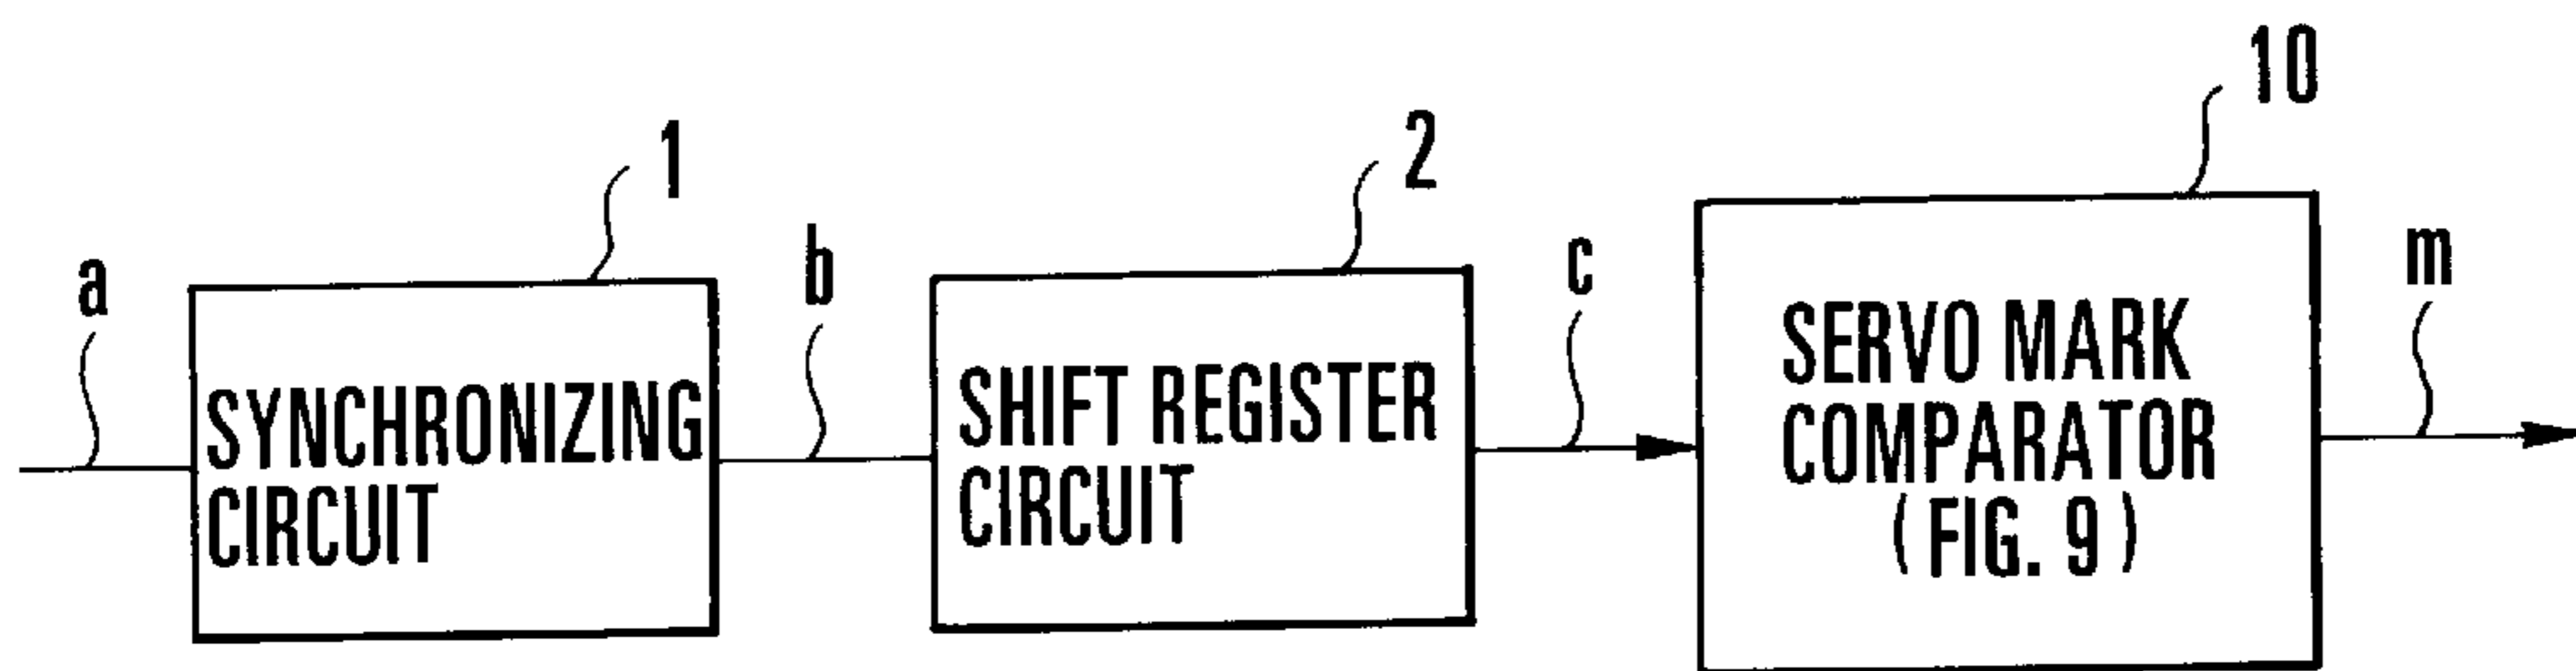 1
2
10
a
b
c
m
SYNCHRONIZING
CIRCUIT
SHIFT REGISTER
CIRCUIT
SERVO MARK
COMPARATOR
(FIG. 9)